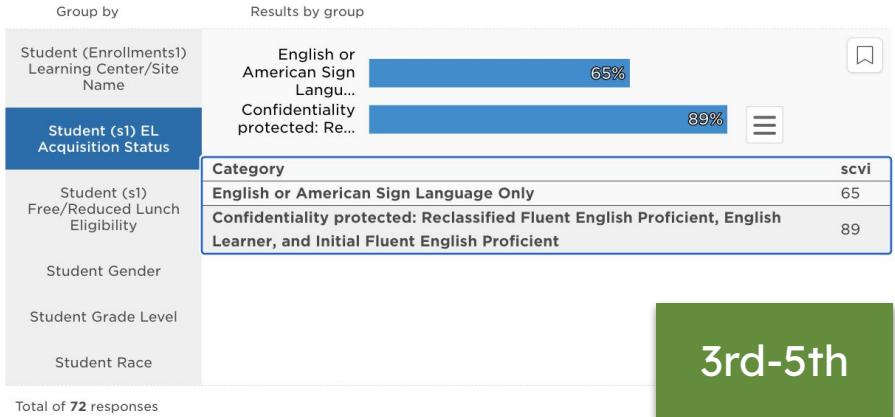 Group by
Results by group
Student (Enrollments1)
Learning Center/Site
Name
Student (s1) EL
Acquisition Status
Student (s1)
Free/Reduced Lunch
Eligibility
Student Gender
Student Grade Level
Student Race
English or
American Sign
Langu...
65%
Confidentiality
protected: Re...
89%
Category scvi
English or American Sign Language Only 65
Confidentiality protected: Reclassified Fluent English Proficient, English
Learner, and Initial Fluent English Proficient
89
3rd-5th
Total of 72 responses